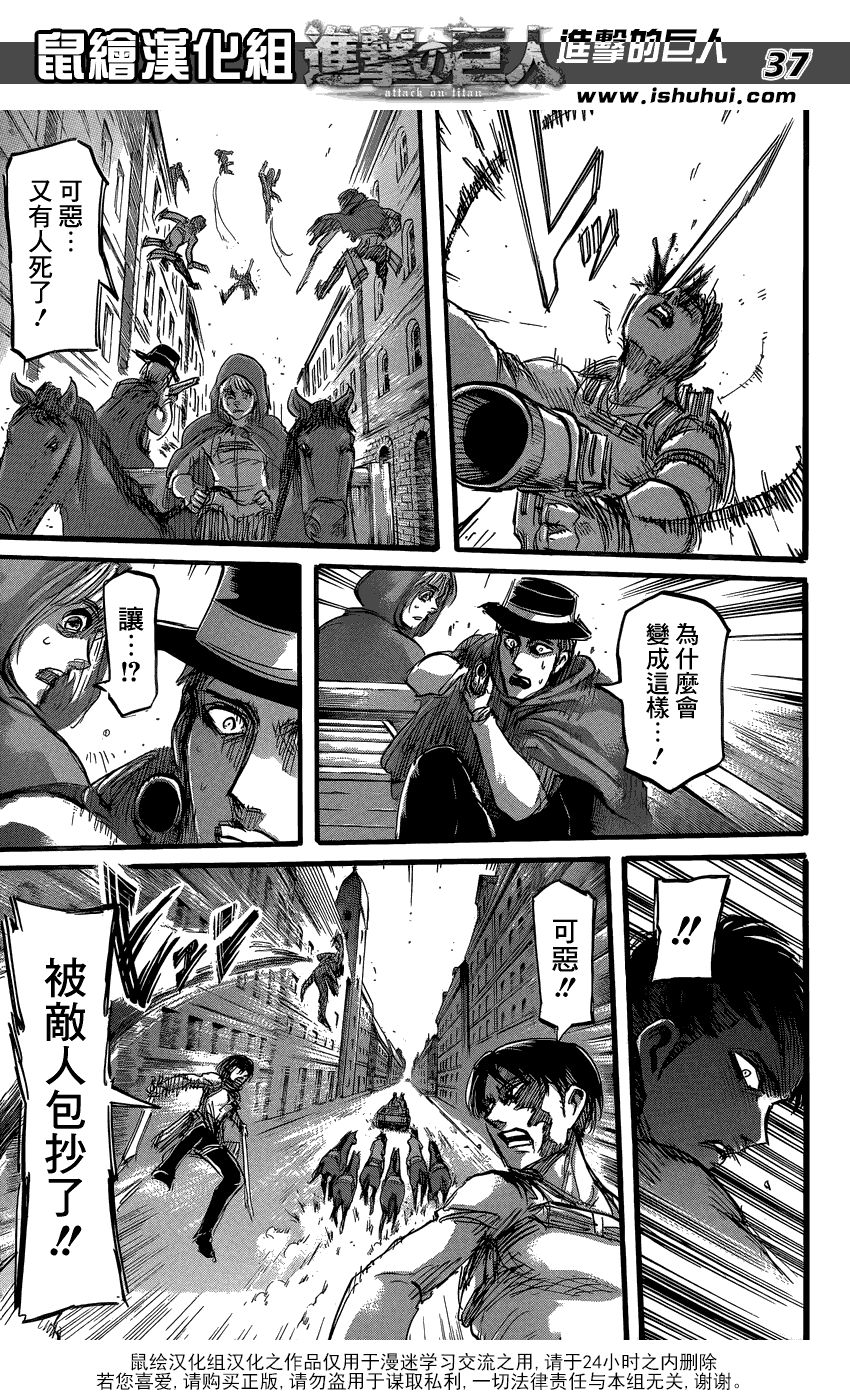 鼠繪漢化組
進撃の巨人
attack on titan
進擊的巨人
37
www.ishuhui.com
可惡…
又有人死了！
為什麼會
變成這樣…！
讓…!?
!!
可惡!!
被敵人包抄了!!
鼠绘汉化组汉化之作品仅用于漫迷学习交流之用, 请于24小时之内删除
若您喜爱, 请购买正版, 请勿盗用于谋取私利, 一切法律责任与本组无关, 谢谢。